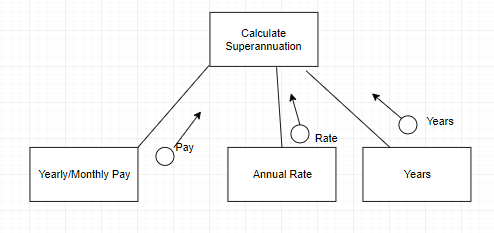 Calculate
Superannuation
Pay
Rate
Years
Yearly/Monthly Pay
Annual Rate
Years